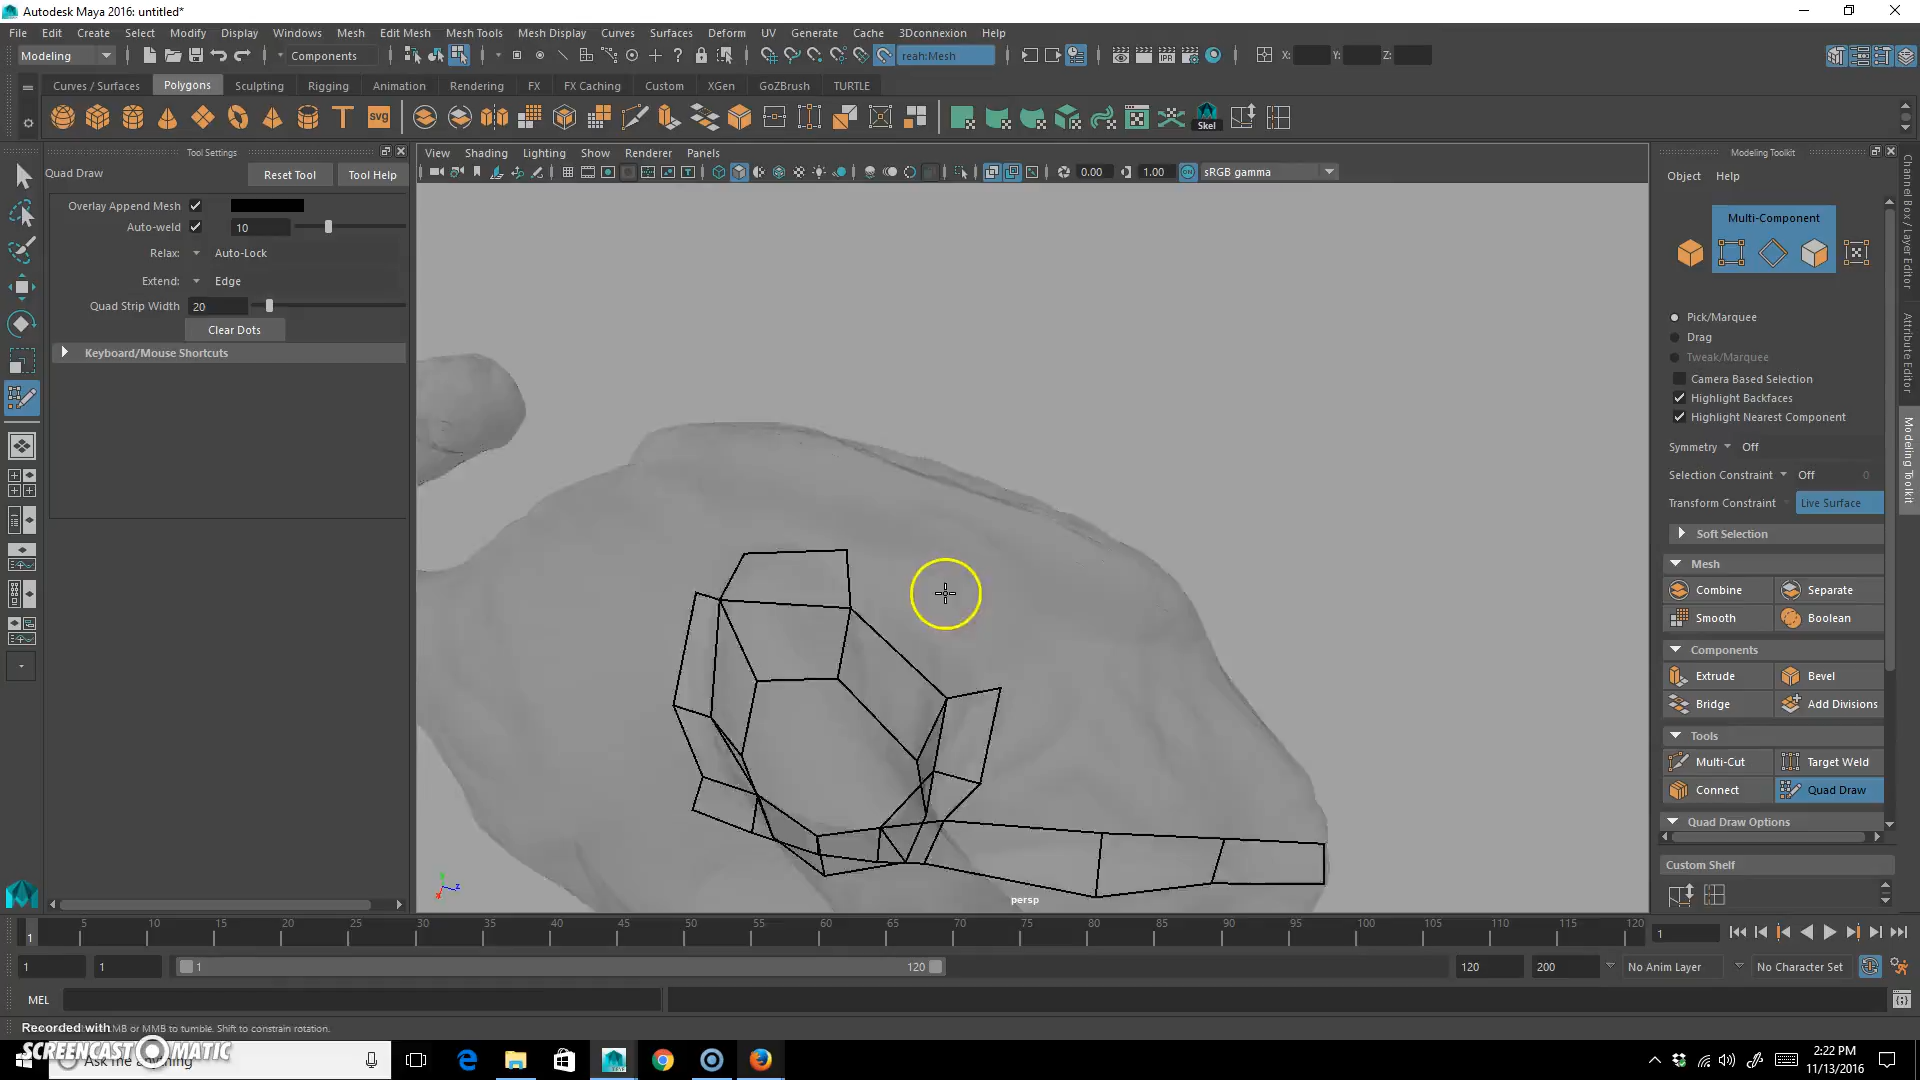 Autodesk Maya 2016: untitled*
File Edit Create Select Modify Display Windows Mesh Edit Mesh Mesh Tools Mesh Display Curves Surfaces Deform UV Generate Cache 3Dconnexion Help
Modeling Components reah:Mesh X: Y: Z:
Curves / Surfaces Polygons Sculpting Rigging Animation Rendering FX FX Caching Custom XGen GoZBrush TURTLE
svg IPR Skel
Tool Settings
Quad Draw Reset Tool Tool Help
Overlay Append Mesh
Auto-weld 10
Relax: Auto-Lock
Extend: Edge
Quad Strip Width 20
Clear Dots
Keyboard/Mouse Shortcuts
View Shading Lighting Show Renderer Panels
0.00 1.00 ON sRGB gamma
persp
Modeling Toolkit
Object Help
Multi-Component
Pick/Marquee
Drag
Tweak/Marquee
Camera Based Selection
Highlight Backfaces
Highlight Nearest Component
Symmetry Off
Selection Constraint Off 0
Transform Constraint Live Surface
Soft Selection
Mesh
Combine Separate
Smooth Boolean
Components
Extrude Bevel
Bridge Add Divisions
Tools
Multi-Cut Target Weld
Connect Quad Draw
Quad Draw Options
Custom Shelf
Channel Box / Layer Editor
Attribute Editor
Modeling Toolkit
5 10 15 20 25 30 35 40 45 50 55 60 65 70 75 80 85 90 95 100 105 110 115 120
1 1
1 1 1 120 120 200 No Anim Layer No Character Set
MEL
Recorded with LMB or MMB to tumble. Shift to constrain rotation.
SCREENCAST O MATIC
Ask me anything
2:22 PM
11/13/2016